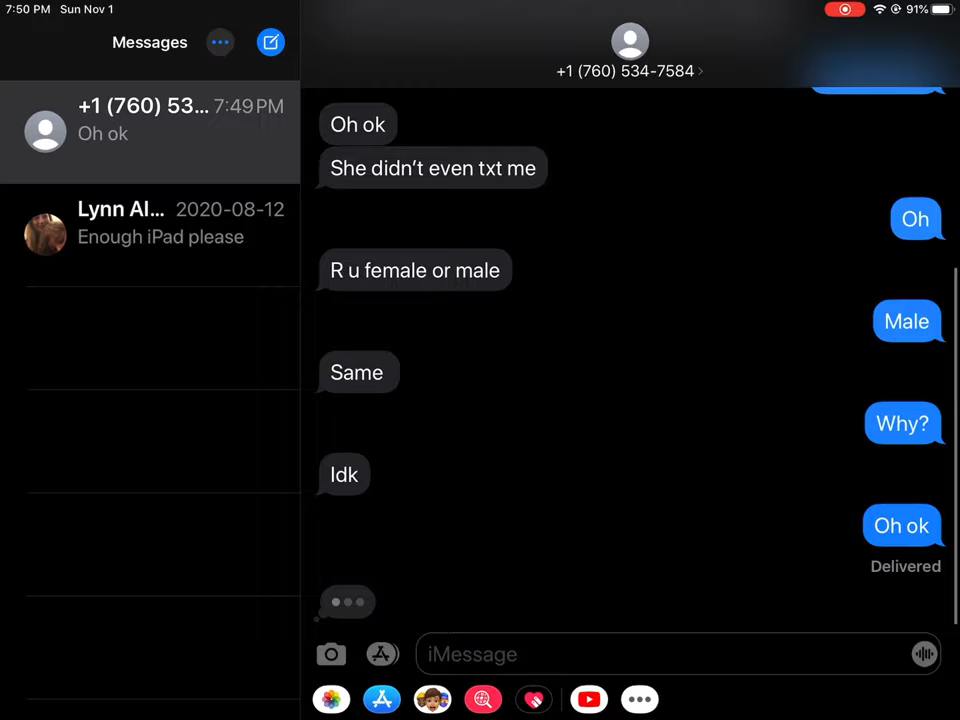 7:50 PM Sun Nov 1
91%
Messages
+1 (760) 53... 7:49 PM
Oh ok
Lynn Al... 2020-08-12
Enough iPad please
+1 (760) 534-7584
Oh ok
She didn't even txt me
Oh
R u female or male
Male
Same
Why?
Idk
Oh ok
Delivered
iMessage